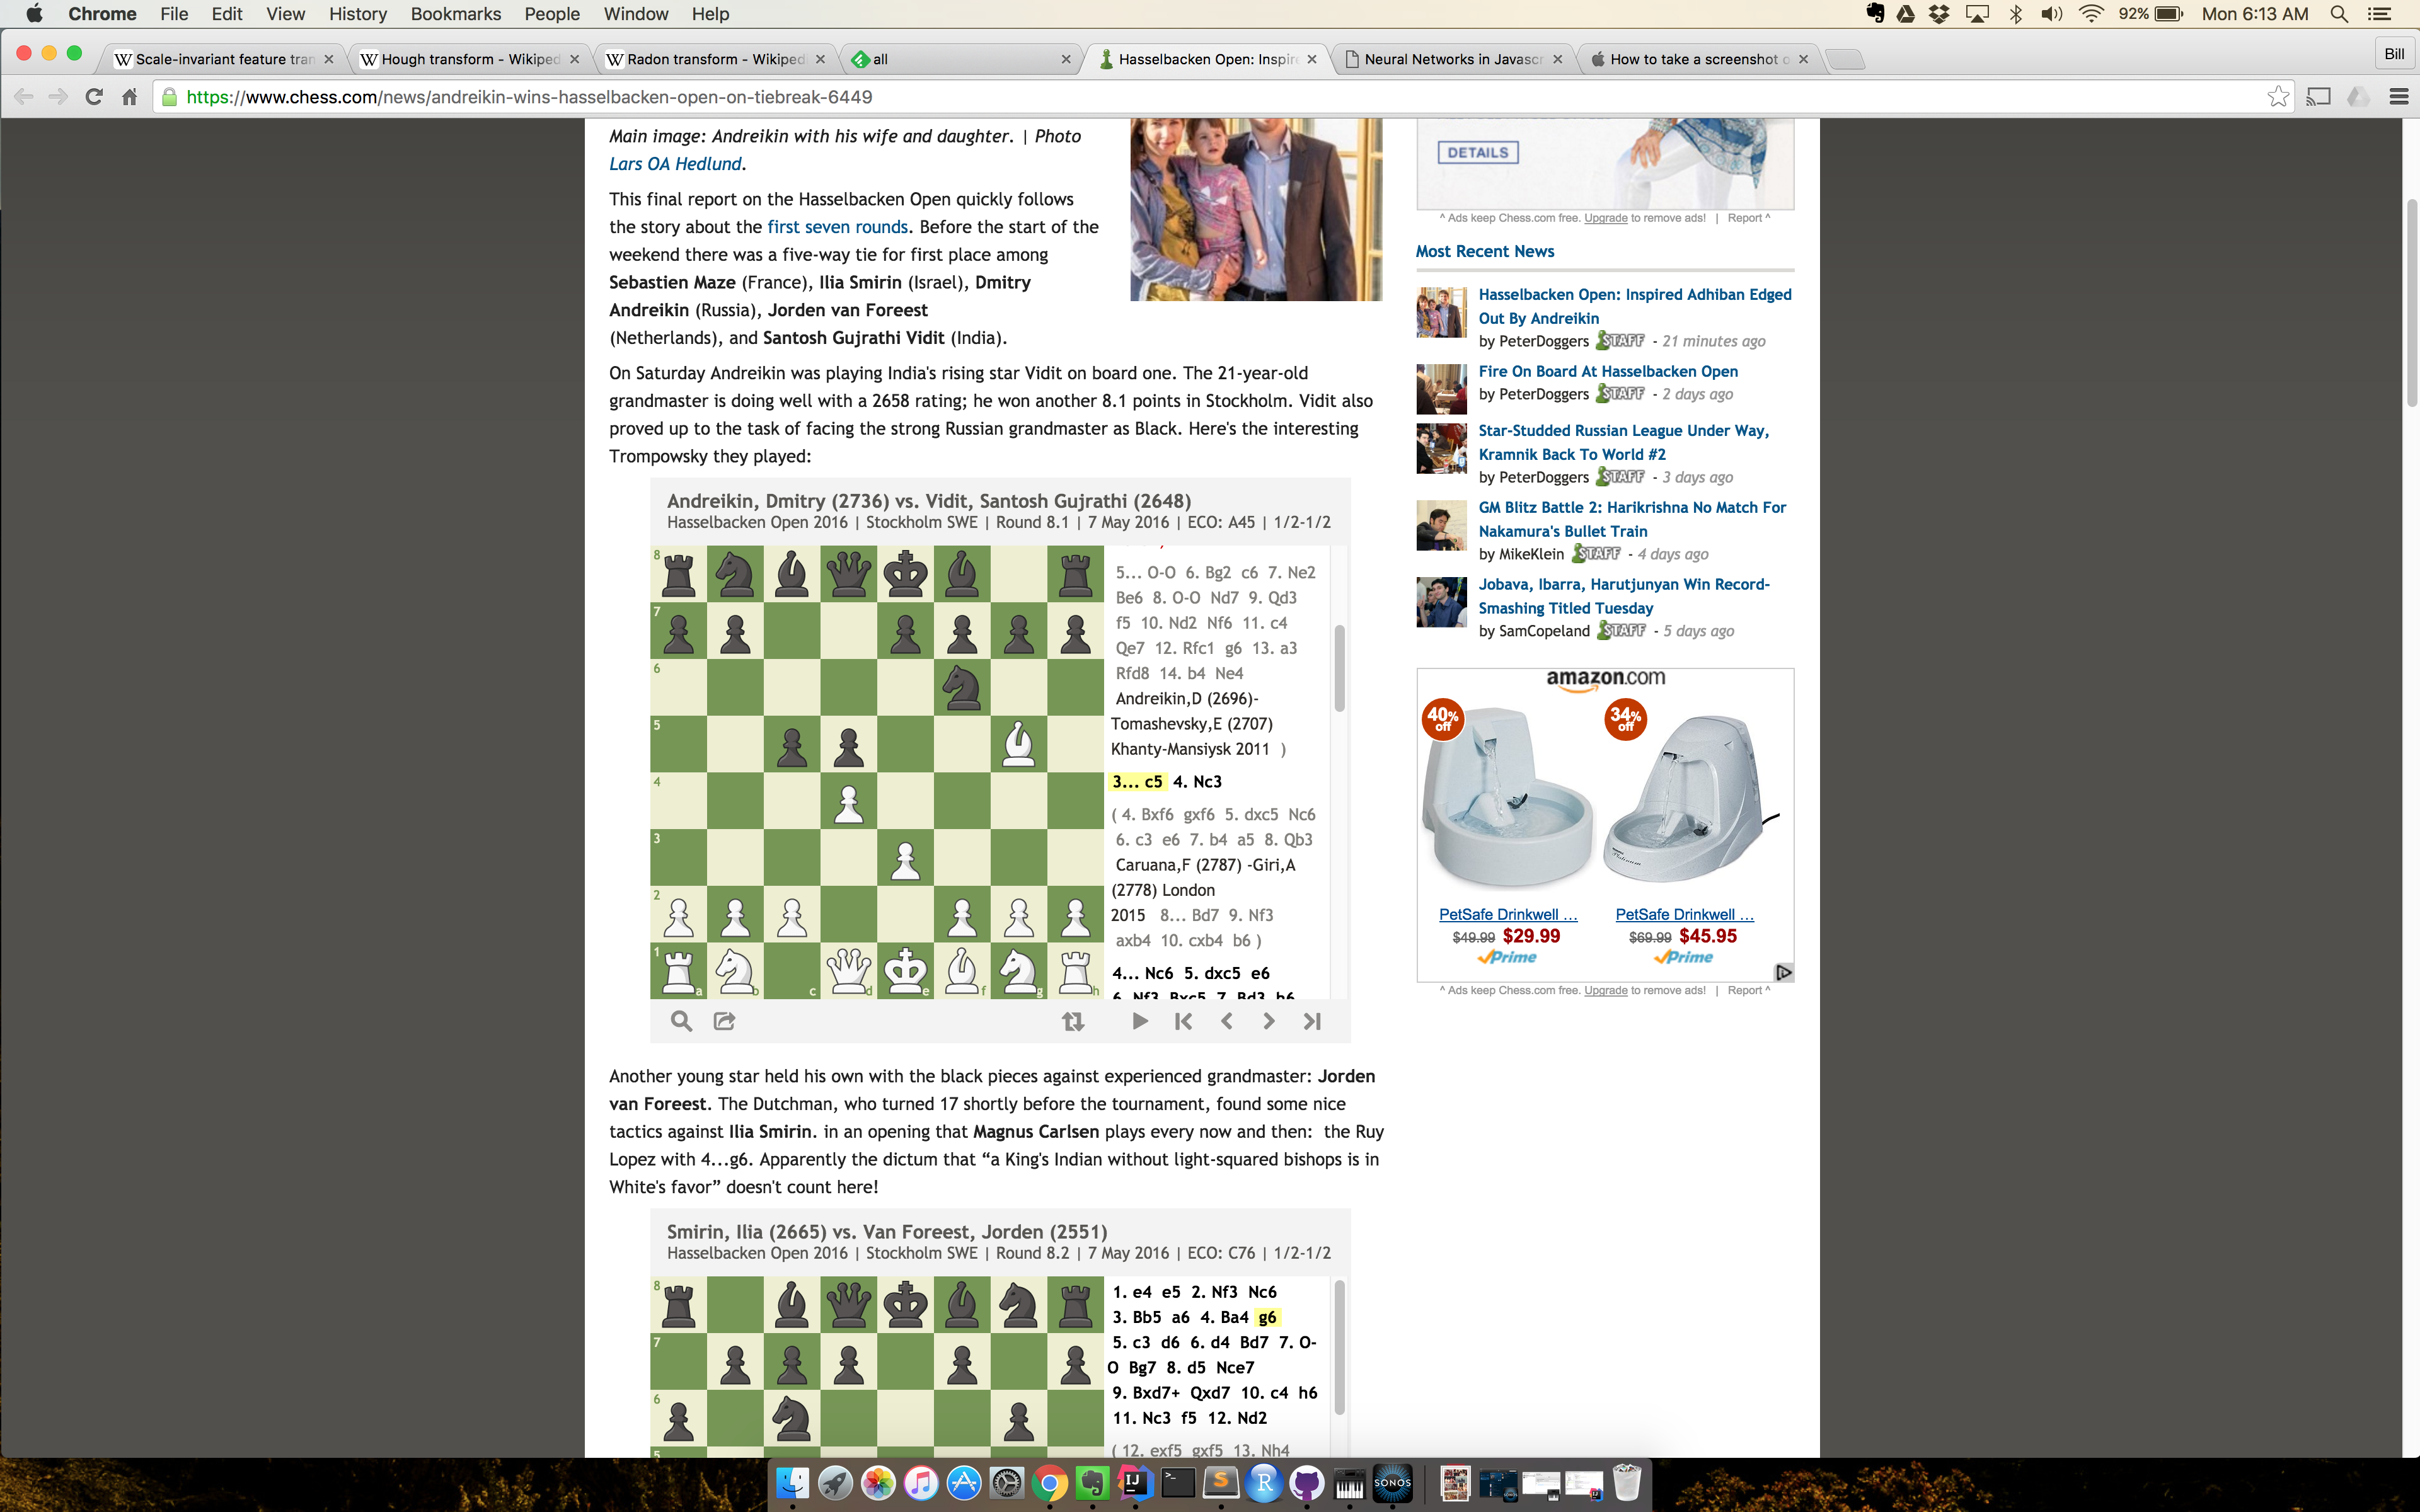 Chrome File Edit View History Bookmarks People Window Help 92% Mon 6:13 AM
Scale-invariant feature tran
Hough transform - Wikiped
Radon transform - Wikiped
all
Hasselbacken Open: Inspir
Neural Networks in Javascr
How to take a screenshot o
Bill
https://www.chess.com/news/andreikin-wins-hasselbacken-open-on-tiebreak-6449
Main image: Andreikin with his wife and daughter. | Photo
Lars OA Hedlund.
This final report on the Hasselbacken Open quickly follows
the story about the first seven rounds. Before the start of the
weekend there was a five-way tie for first place among
Sebastien Maze (France), Ilia Smirin (Israel), Dmitry
Andreikin (Russia), Jorden van Foreest
(Netherlands), and Santosh Gujrathi Vidit (India).
On Saturday Andreikin was playing India's rising star Vidit on board one. The 21-year-old
grandmaster is doing well with a 2658 rating; he won another 8.1 points in Stockholm. Vidit also
proved up to the task of facing the strong Russian grandmaster as Black. Here's the interesting
Trompowsky they played:
Andreikin, Dmitry (2736) vs. Vidit, Santosh Gujrathi (2648)
Hasselbacken Open 2016 | Stockholm SWE | Round 8.1 | 7 May 2016 | ECO: A45 | 1/2-1/2
8
7
6
5
4
3
2
1
a b c d e f g h
5... O-O 6. Bg2 c6 7. Ne2
Be6 8. O-O Nd7 9. Qd3
f5 10. Nd2 Nf6 11. c4
Qe7 12. Rfc1 g6 13. a3
Rfd8 14. b4 Ne4
Andreikin,D (2696)-
Tomashevsky,E (2707)
Khanty-Mansiysk 2011 )
3... c5 4. Nc3
( 4. Bxf6 gxf6 5. dxc5 Nc6
6. c3 e6 7. b4 a5 8. Qb3
Caruana,F (2787) -Giri,A
(2778) London
2015 8... Bd7 9. Nf3
axb4 10. cxb4 b6 )
4... Nc6 5. dxc5 e6
6. Nf3 Bxc5 7. Bd3 h6
Another young star held his own with the black pieces against experienced grandmaster: Jorden
van Foreest. The Dutchman, who turned 17 shortly before the tournament, found some nice
tactics against Ilia Smirin. in an opening that Magnus Carlsen plays every now and then: the Ruy
Lopez with 4...g6. Apparently the dictum that “a King's Indian without light-squared bishops is in
White's favor” doesn't count here!
Smirin, Ilia (2665) vs. Van Foreest, Jorden (2551)
Hasselbacken Open 2016 | Stockholm SWE | Round 8.2 | 7 May 2016 | ECO: C76 | 1/2-1/2
8
7
6
5
1. e4 e5 2. Nf3 Nc6
3. Bb5 a6 4. Ba4 g6
5. c3 d6 6. d4 Bd7 7. O-
O Bg7 8. d5 Nce7
9. Bxd7+ Qxd7 10. c4 h6
11. Nc3 f5 12. Nd2
( 12. exf5 gxf5 13. Nh4
DETAILS
^ Ads keep Chess.com free. Upgrade to remove ads! | Report ^
Most Recent News
Hasselbacken Open: Inspired Adhiban Edged
Out By Andreikin
by PeterDoggers STAFF - 21 minutes ago
Fire On Board At Hasselbacken Open
by PeterDoggers STAFF - 2 days ago
Star-Studded Russian League Under Way,
Kramnik Back To World #2
by PeterDoggers STAFF - 3 days ago
GM Blitz Battle 2: Harikrishna No Match For
Nakamura's Bullet Train
by MikeKlein STAFF - 4 days ago
Jobava, Ibarra, Harutjunyan Win Record-
Smashing Titled Tuesday
by SamCopeland STAFF - 5 days ago
amazon.com
40% off
34% off
PetSafe Drinkwell ... PetSafe Drinkwell ...
$49.99 $29.99 $69.99 $45.95
Prime Prime
^ Ads keep Chess.com free. Upgrade to remove ads! | Report ^
IJ
S
R
SONOS